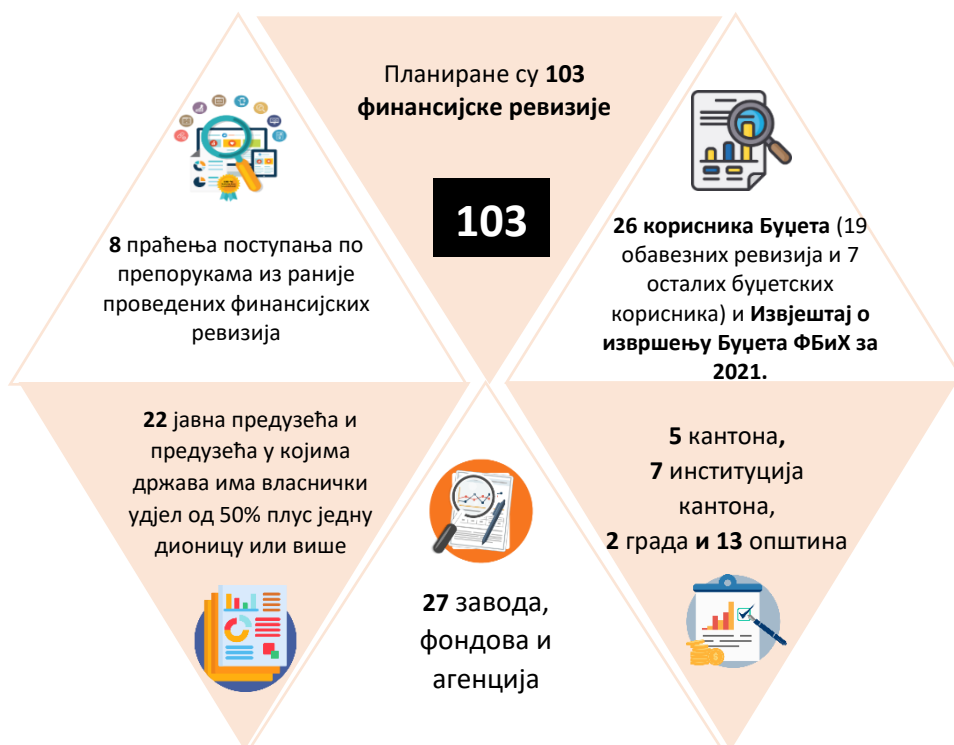 Планиране су 103
финансијске ревизије
103
8 праћења поступања по
препорукама из раније
проведених финансијских
ревизија
26 корисника Буџета (19
обавезних ревизија и 7
осталих буџетских
корисника) и Извјештај о
извршењу Буџета ФБиХ за
2021.
22 јавна предузећа и
предузећа у којима
држава има власнички
удјел од 50% плус једну
дионицу или више
27 завода,
фондова и
агенција
5 кантона,
7 институција
кантона,
2 града и 13 општина